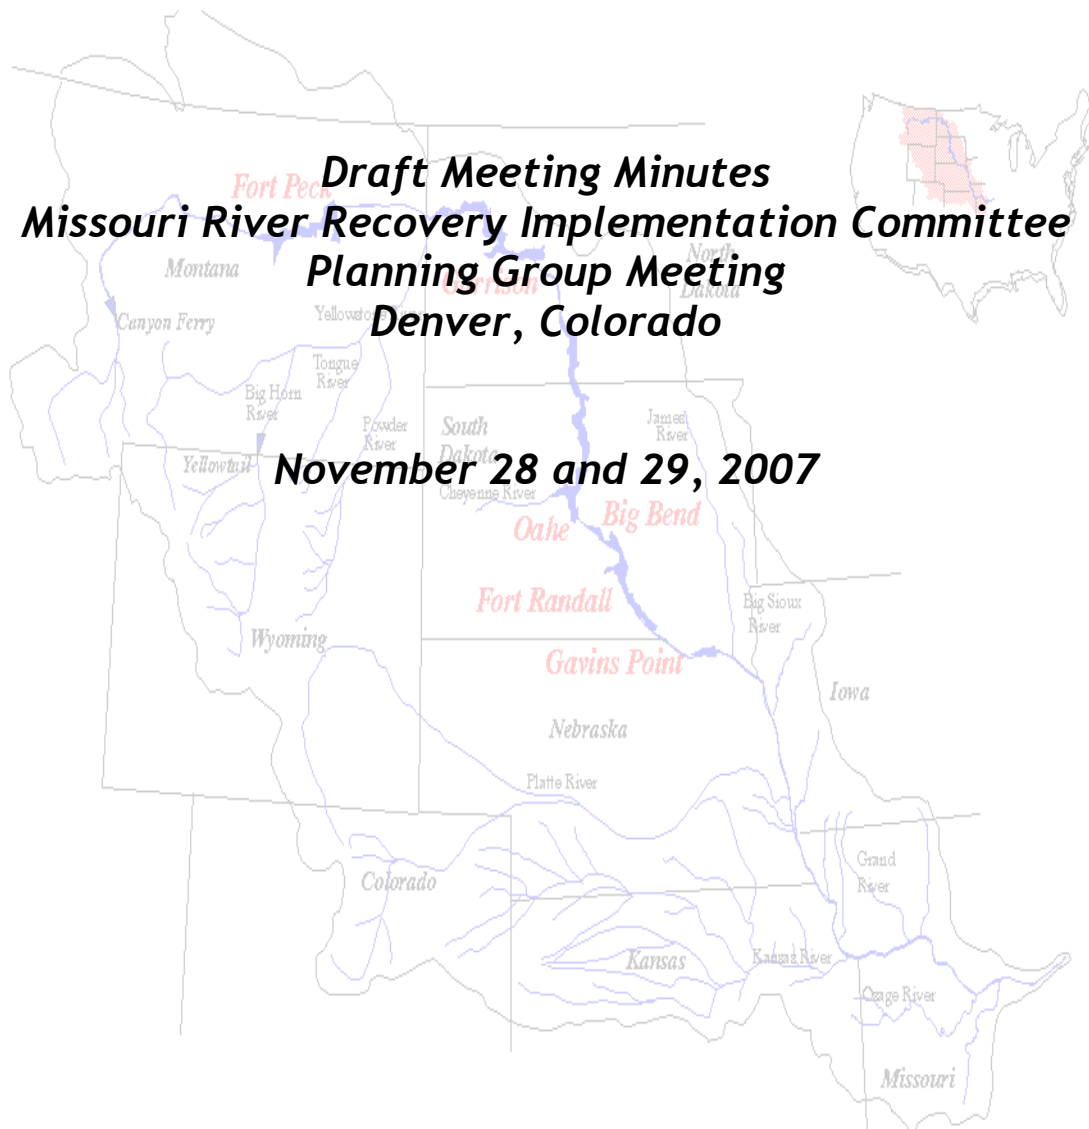 Draft Meeting Minutes
Fort Peck
Missouri River Recovery Implementation Committee
Montana
North
Dakota
Planning Group Meeting
Garrison
Canyon Ferry
Yellowstone River
Denver, Colorado
Tongue
River
Big Horn
River
Powder
River
South
Dakota
James
River
Yellowtail
November 28 and 29, 2007
Cheyenne River
Oahe
Big Bend
Fort Randall
Big Sioux
River
Wyoming
Gavins Point
Iowa
Nebraska
Platte River
Grand
River
Colorado
Kansas
Kansas River
Osage River
Missouri